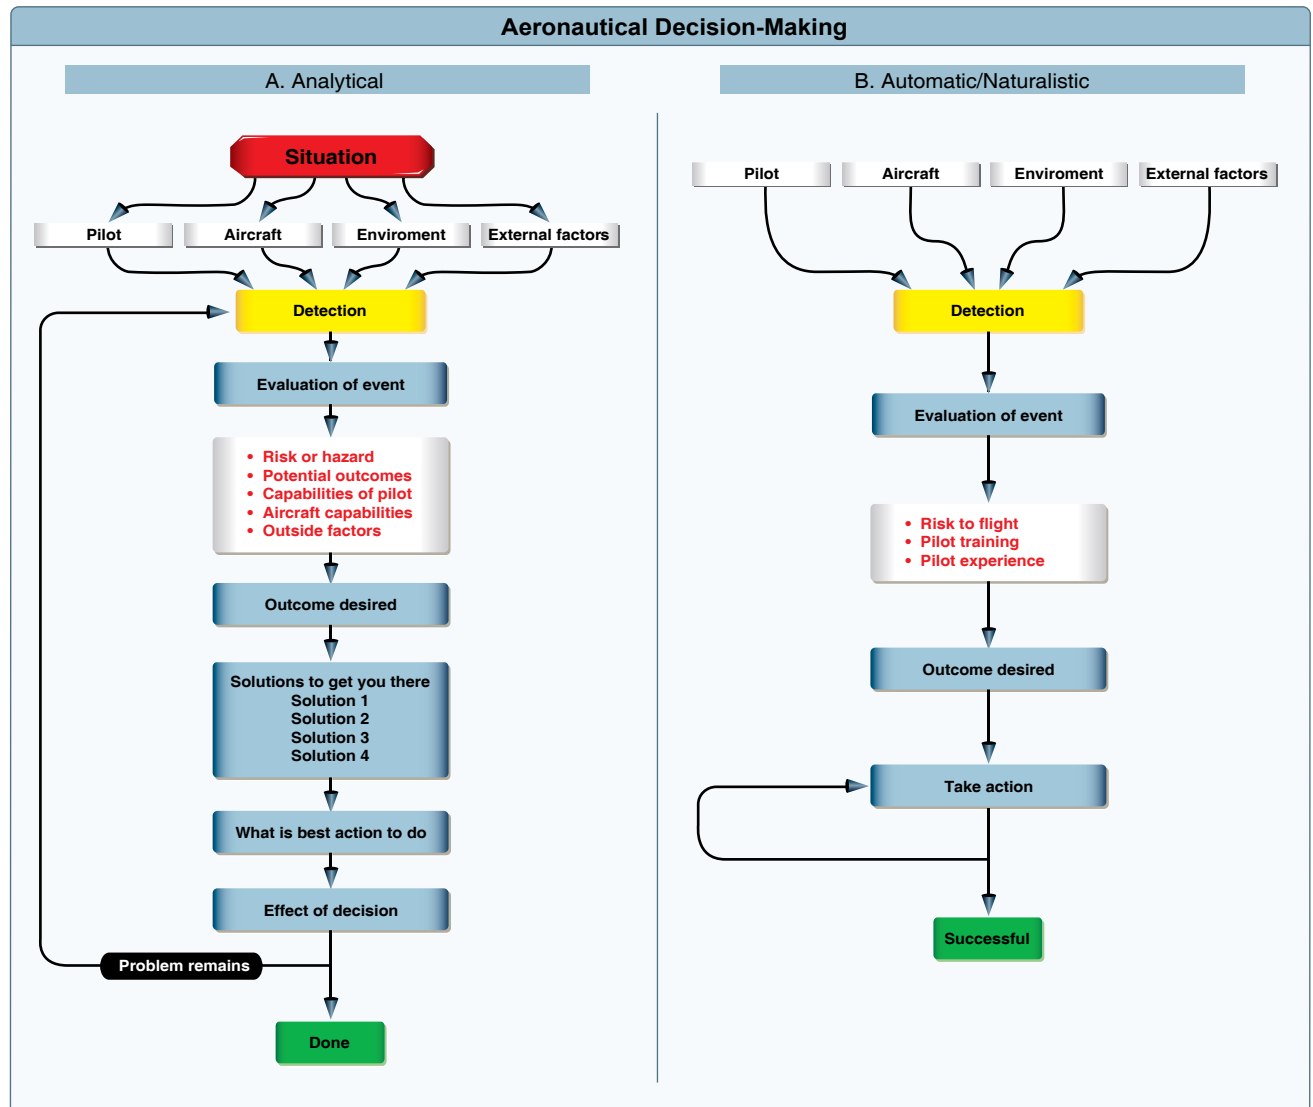 Aeronautical Decision-Making
A. Analytical
Situation
Pilot
Aircraft
Enviroment
External factors
Detection
Evaluation of event
• Risk or hazard
• Potential outcomes
• Capabilities of pilot
• Aircraft capabilities
• Outside factors
Outcome desired
Solutions to get you there
Solution 1
Solution 2
Solution 3
Solution 4
What is best action to do
Effect of decision
Problem remains
Done
B. Automatic/Naturalistic
Pilot
Aircraft
Enviroment
External factors
Detection
Evaluation of event
• Risk to flight
• Pilot training
• Pilot experience
Outcome desired
Take action
Successful